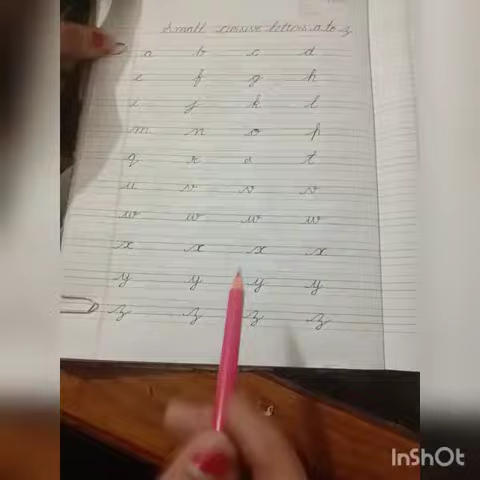 Small cursive letters a to z
a b c d
e f g h
i j k l
m n o p
q r s t
u v v v
w w w w
x x x x
y y y y
z z z z
InShOt